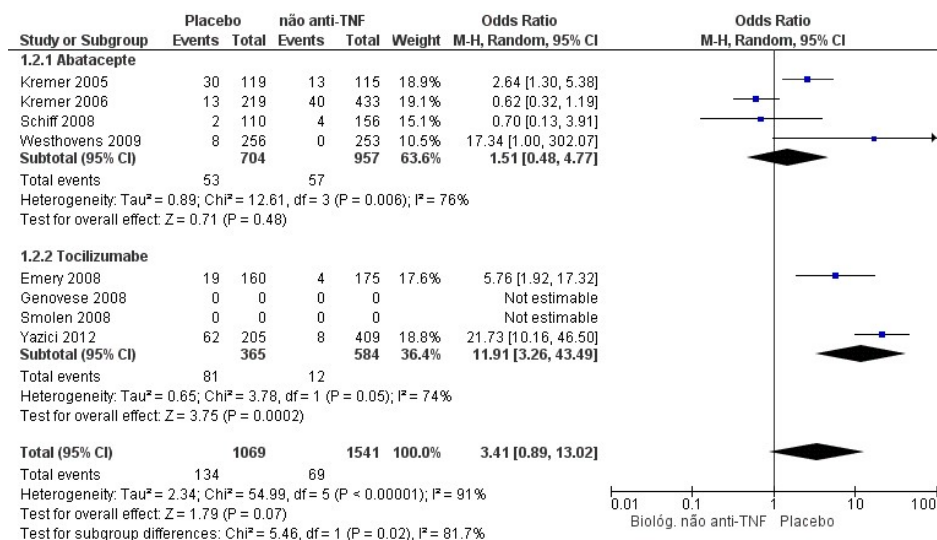 Placebo não anti-TNF Odds Ratio Odds Ratio
Study or Subgroup Events Total Events Total Weight M-H, Random, 95% CI M-H, Random, 95% CI
1.2.1 Abatacepte
Kremer 2005 30 119 13 115 18.9% 2.64 [1.30, 5.38]
Kremer 2006 13 219 40 433 19.1% 0.62 [0.32, 1.19]
Schiff 2008 2 110 4 156 15.1% 0.70 [0.13, 3.91]
Westhovens 2009 8 256 0 253 10.5% 17.34 [1.00, 302.07]
Subtotal (95% CI) 704 957 63.6% 1.51 [0.48, 4.77]
Total events 53 57
Heterogeneity: Tau² = 0.89; Chi² = 12.61, df = 3 (P = 0.006); I² = 76%
Test for overall effect: Z = 0.71 (P = 0.48)
1.2.2 Tocilizumabe
Emery 2008 19 160 4 175 17.6% 5.76 [1.92, 17.32]
Genovese 2008 0 0 0 0 Not estimable
Smolen 2008 0 0 0 0 Not estimable
Yazici 2012 62 205 8 409 18.8% 21.73 [10.16, 46.50]
Subtotal (95% CI) 365 584 36.4% 11.91 [3.26, 43.49]
Total events 81 12
Heterogeneity: Tau² = 0.65; Chi² = 3.78, df = 1 (P = 0.05); I² = 74%
Test for overall effect: Z = 3.75 (P = 0.0002)
Total (95% CI) 1069 1541 100.0% 3.41 [0.89, 13.02]
Total events 134 69
Heterogeneity: Tau² = 2.34; Chi² = 54.99, df = 5 (P < 0.00001); I² = 91%
Test for overall effect: Z = 1.79 (P = 0.07)
Test for subgroup differences: Chi² = 5.46, df = 1 (P = 0.02), I² = 81.7%
0.01 0.1 1 10 100
Biológ. não anti-TNF Placebo